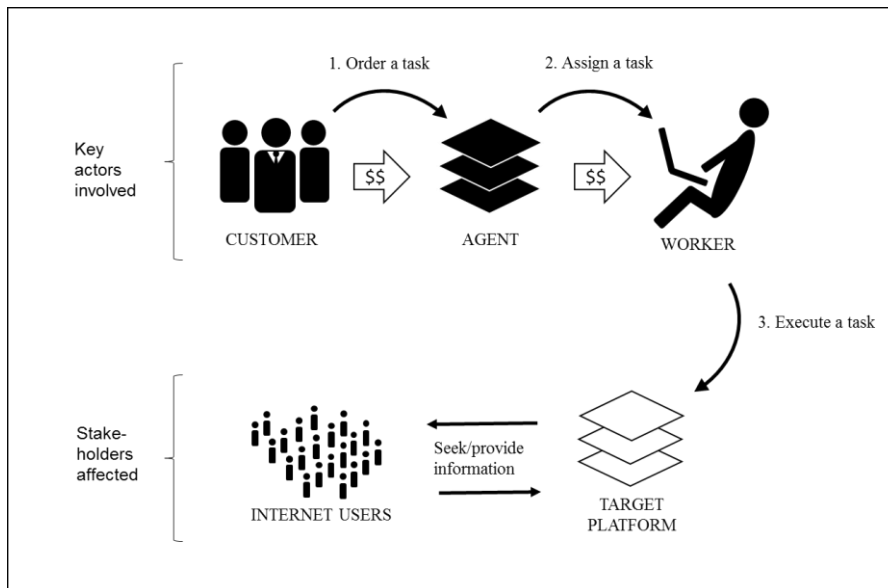 1. Order a task
2. Assign a task
Key
actors
involved
$$
$$
CUSTOMER
AGENT
WORKER
3. Execute a task
Stake-
holders
affected
Seek/provide
information
INTERNET USERS
TARGET
PLATFORM